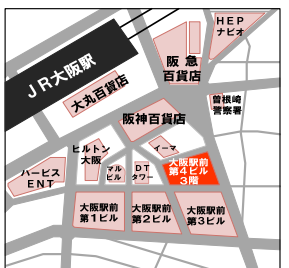 HEP
ナビオ
阪急
百貨店
JR大阪駅
大丸百貨店
曽根崎
警察署
阪神百貨店
ヒルトン
大阪
イーマ
ハービス
ENT
マル
ビル
DT
タワー
大阪駅前
第4ビル
3階
大阪駅前
第1ビル
大阪駅前
第2ビル
大阪駅前
第3ビル